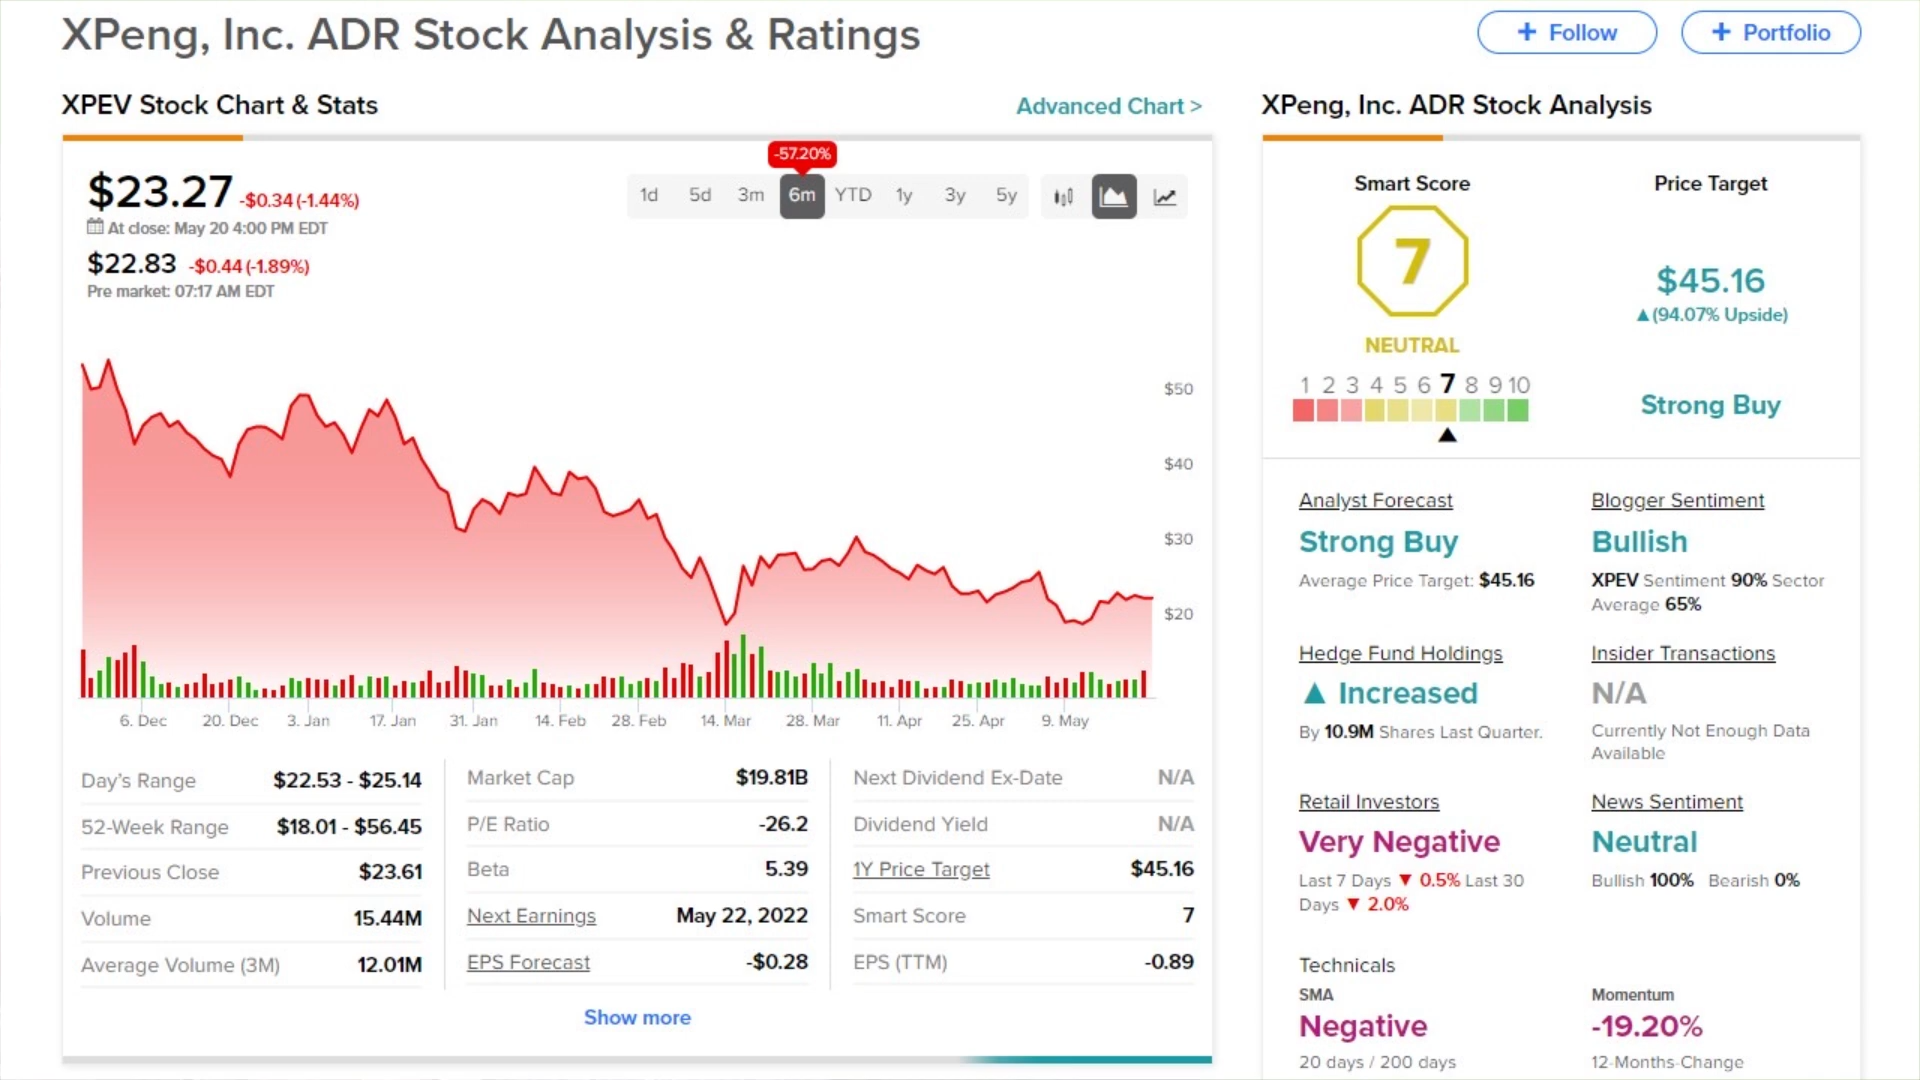 XPeng, Inc. ADR Stock Analysis & Ratings
+ Follow
+ Portfolio
XPEV Stock Chart & Stats
Advanced Chart >
-57.20%
$23.27 -$0.34 (-1.44%)
At close: May 20 4:00 PM EDT
$22.83 -$0.44 (-1.89%)
Pre market: 07:17 AM EDT
1d 5d 3m 6m YTD 1y 3y 5y
$50
$40
$30
$20
6. Dec 20. Dec 3. Jan 17. Jan 31. Jan 14. Feb 28. Feb 14. Mar 28. Mar 11. Apr 25. Apr 9. May
Day's Range $22.53 - $25.14
52-Week Range $18.01 - $56.45
Previous Close $23.61
Volume 15.44M
Average Volume (3M) 12.01M
Market Cap $19.81B
P/E Ratio -26.2
Beta 5.39
Next Earnings May 22, 2022
EPS Forecast -$0.28
Next Dividend Ex-Date N/A
Dividend Yield N/A
1Y Price Target $45.16
Smart Score 7
EPS (TTM) -0.89
Show more
XPeng, Inc. ADR Stock Analysis
Smart Score
7
NEUTRAL
1 2 3 4 5 6 7 8 9 10
Price Target
$45.16
▲(94.07% Upside)
Strong Buy
Analyst Forecast
Strong Buy
Average Price Target: $45.16
Blogger Sentiment
Bullish
XPEV Sentiment 90% Sector
Average 65%
Hedge Fund Holdings
▲ Increased
By 10.9M Shares Last Quarter.
Insider Transactions
N/A
Currently Not Enough Data
Available
Retail Investors
Very Negative
Last 7 Days ▼ 0.5% Last 30
Days ▼ 2.0%
News Sentiment
Neutral
Bullish 100% Bearish 0%
Technicals
SMA
Negative
20 days / 200 days
Momentum
-19.20%
12-Months-Change